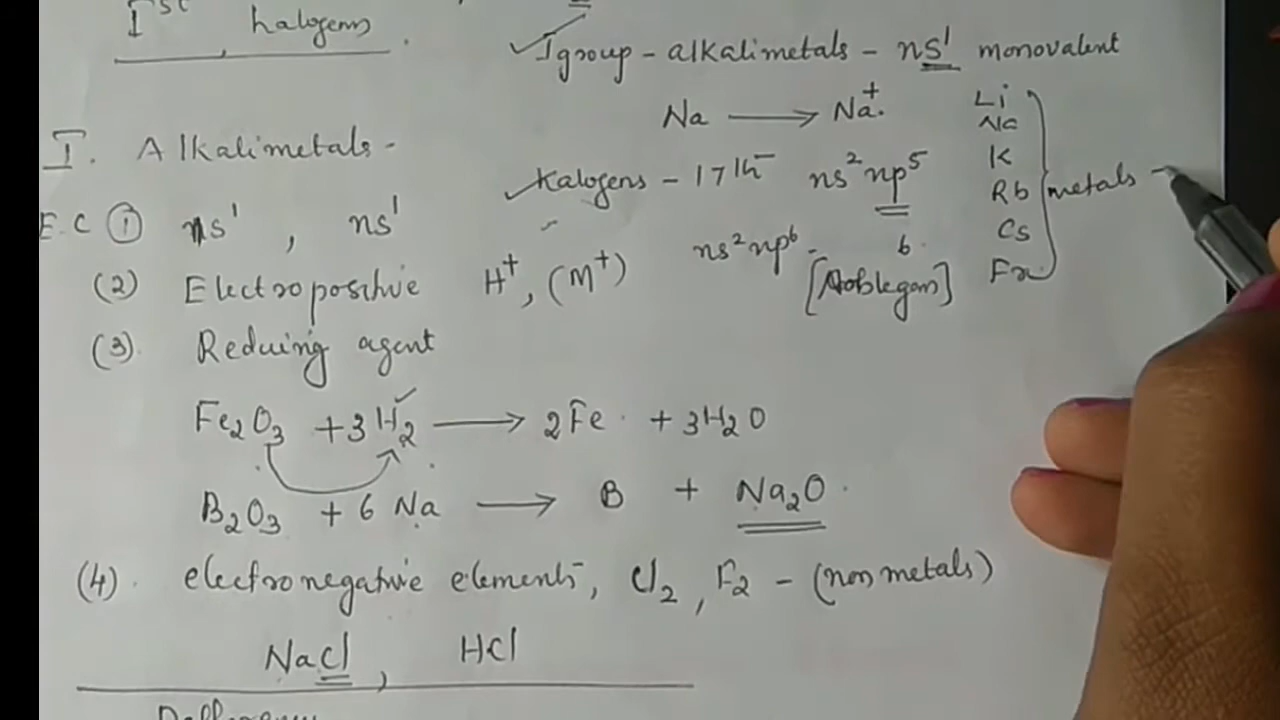 Ist, halogens.
✓I group - alkalimetals - ns¹ monovalent
Na ⟶ Na⁺.
Li
Na
K
Rb
Cs
Fr
} metals -
I. Alkalimetals -
✓Halogens - 17th ns² np⁵
E.C ① ns¹, ns¹
ns² np⁶ - 6.
[Noblegas]
(2) Electropositive H⁺, (M⁺)
(3). Reducing agent
Fe₂O₃ + 3H₂ ⟶ 2Fe. + 3H₂O
B₂O₃ + 6 Na ⟶ B + Na₂O.
(4). electronegative elements, Cl₂, F₂ - (non metals)
NaCl, HCl